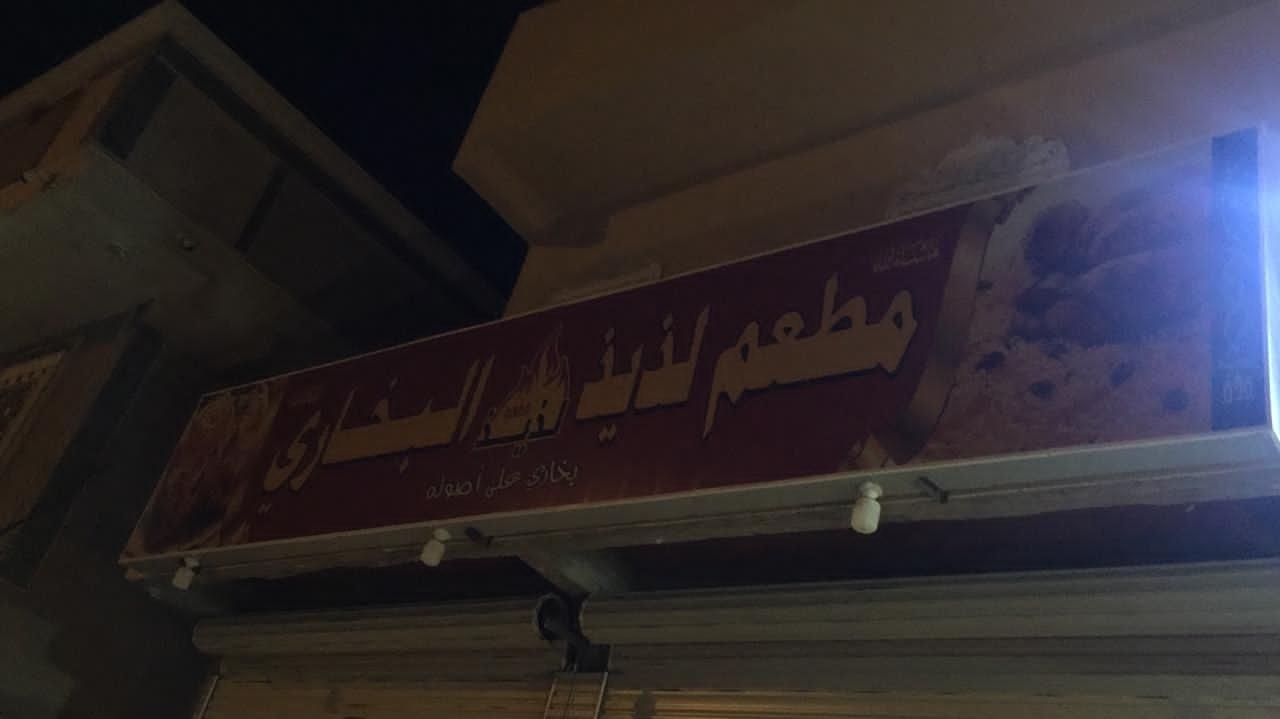 مطعم لذيذ البخاري
بخاري على أصوله